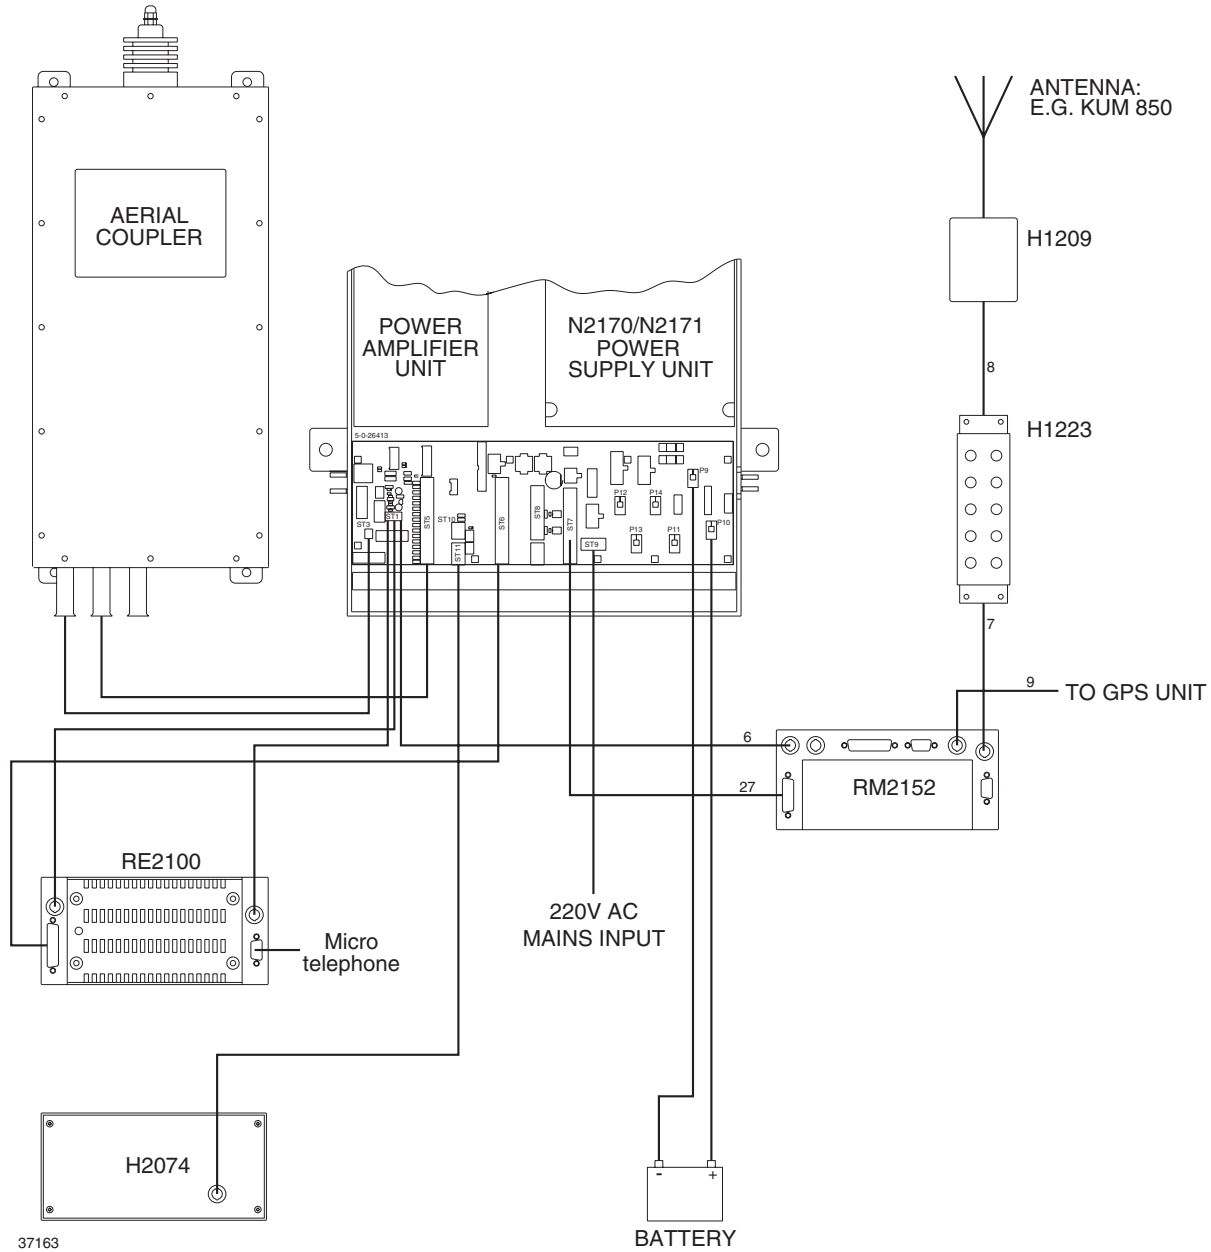 ANTENNA:
E.G. KUM 850
AERIAL
COUPLER
H1209
POWER
AMPLIFIER
UNIT
N2170/N2171
POWER
SUPPLY UNIT
8
H1223
5-0-26413
P9
P12
P14
ST3
ST1
ST5
ST10
ST11
ST6
ST8
ST7
ST9
P13
P11
P10
7
9
TO GPS UNIT
6
27
RM2152
RE2100
Micro
telephone
220V AC
MAINS INPUT
H2074
-
+
BATTERY
37163